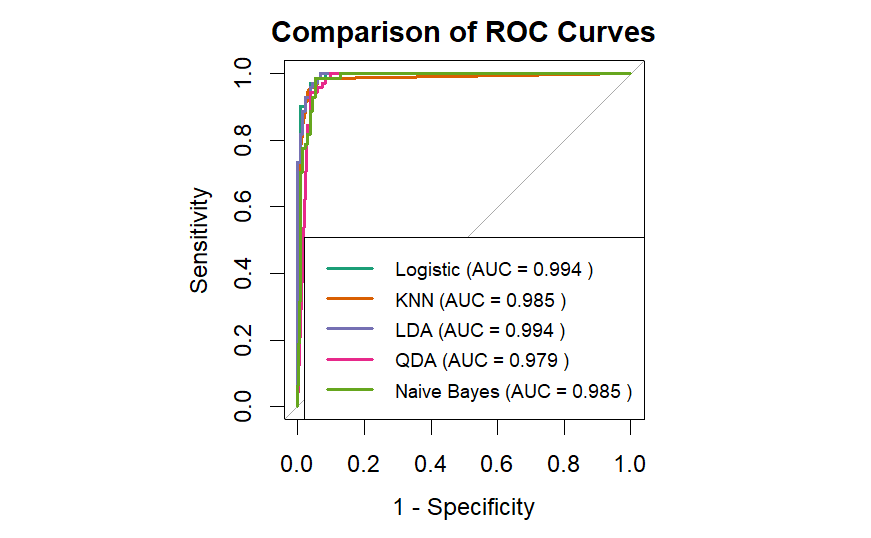 Comparison of ROC Curves
Sensitivity
1.0
0.8
0.6
0.4
0.2
0.0
Logistic (AUC = 0.994 )
KNN (AUC = 0.985 )
LDA (AUC = 0.994 )
QDA (AUC = 0.979 )
Naive Bayes (AUC = 0.985 )
0.0 0.2 0.4 0.6 0.8 1.0
1 - Specificity